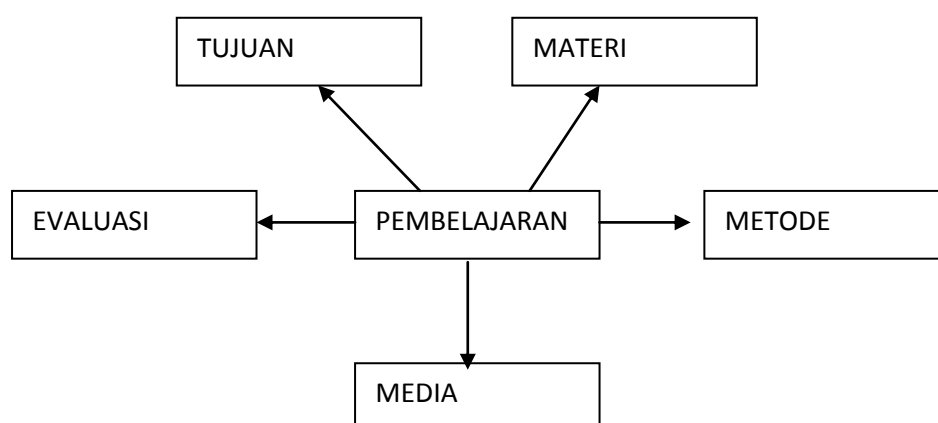 TUJUAN
MATERI
EVALUASI
PEMBELAJARAN
METODE
MEDIA